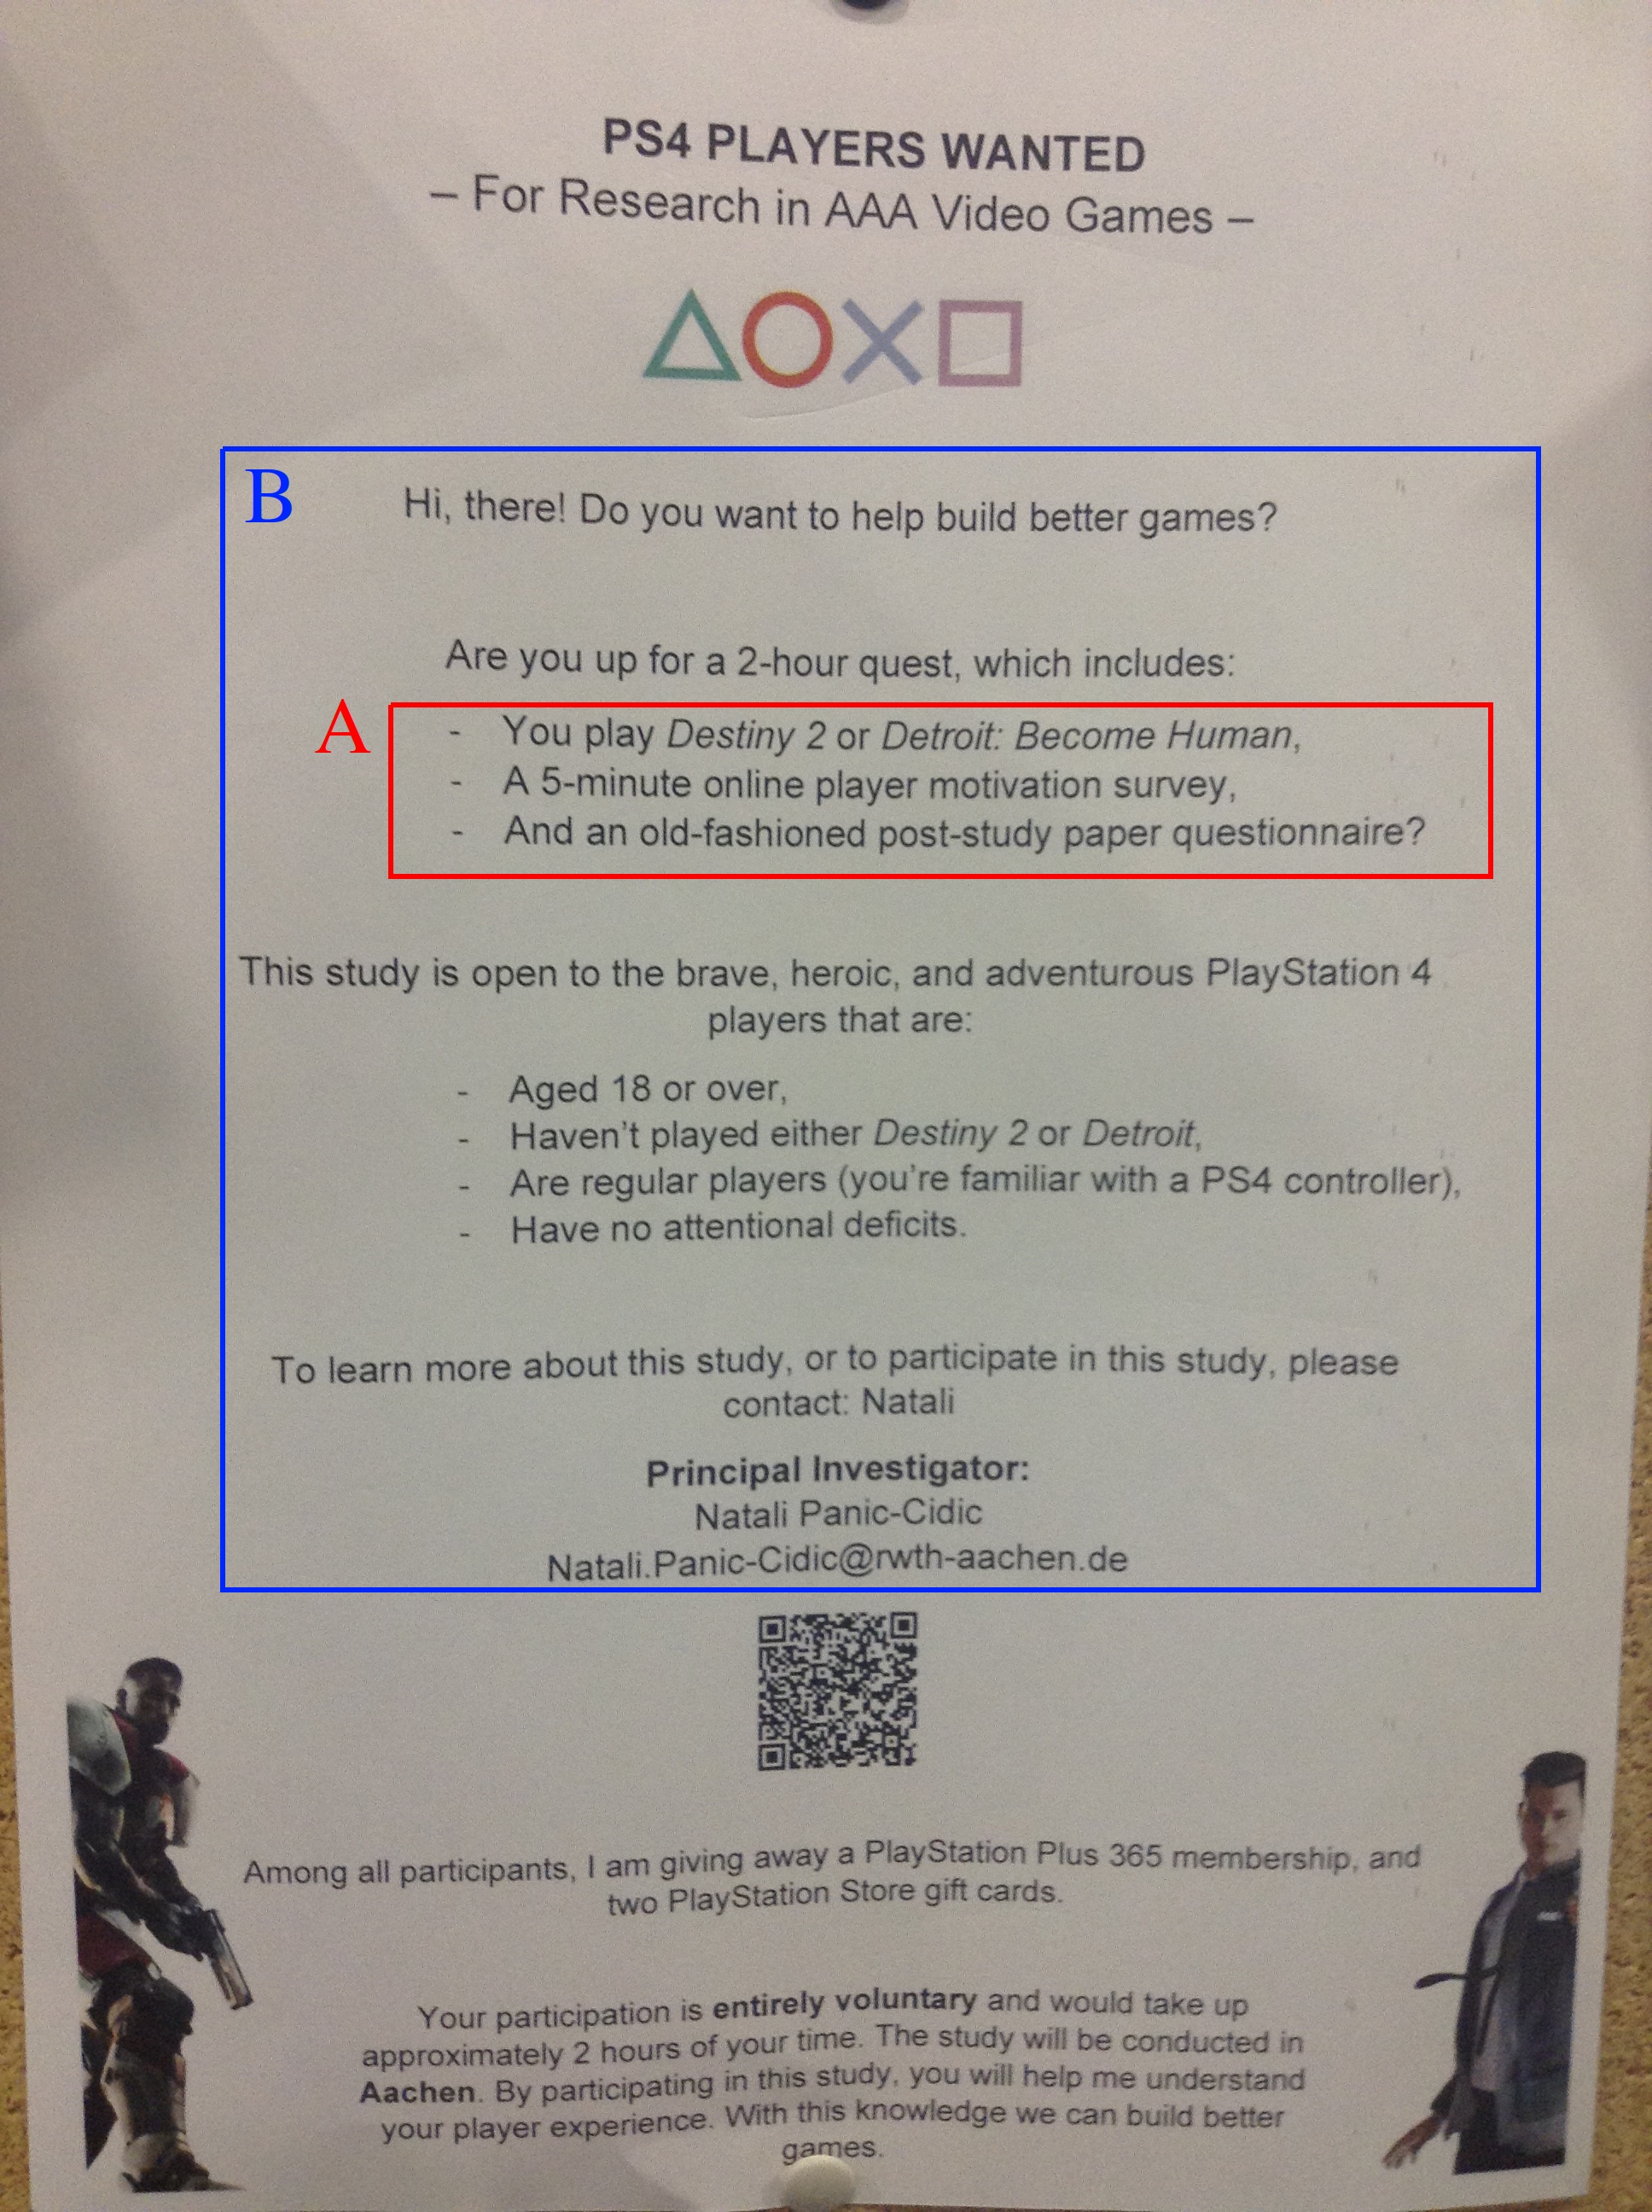 PS4 PLAYERS WANTED
– For Research in AAA Video Games –
B
Hi, there! Do you want to help build better games?
Are you up for a 2-hour quest, which includes:
A
- You play Destiny 2 or Detroit: Become Human,
- A 5-minute online player motivation survey,
- And an old-fashioned post-study paper questionnaire?
This study is open to the brave, heroic, and adventurous PlayStation 4
players that are:
- Aged 18 or over,
- Haven't played either Destiny 2 or Detroit,
- Are regular players (you're familiar with a PS4 controller),
- Have no attentional deficits.
To learn more about this study, or to participate in this study, please
contact: Natali
Principal Investigator:
Natali Panic-Cidic
Natali.Panic-Cidic@rwth-aachen.de
Among all participants, I am giving away a PlayStation Plus 365 membership, and
two PlayStation Store gift cards.
Your participation is entirely voluntary and would take up
approximately 2 hours of your time. The study will be conducted in
Aachen. By participating in this study, you will help me understand
your player experience. With this knowledge we can build better
games.